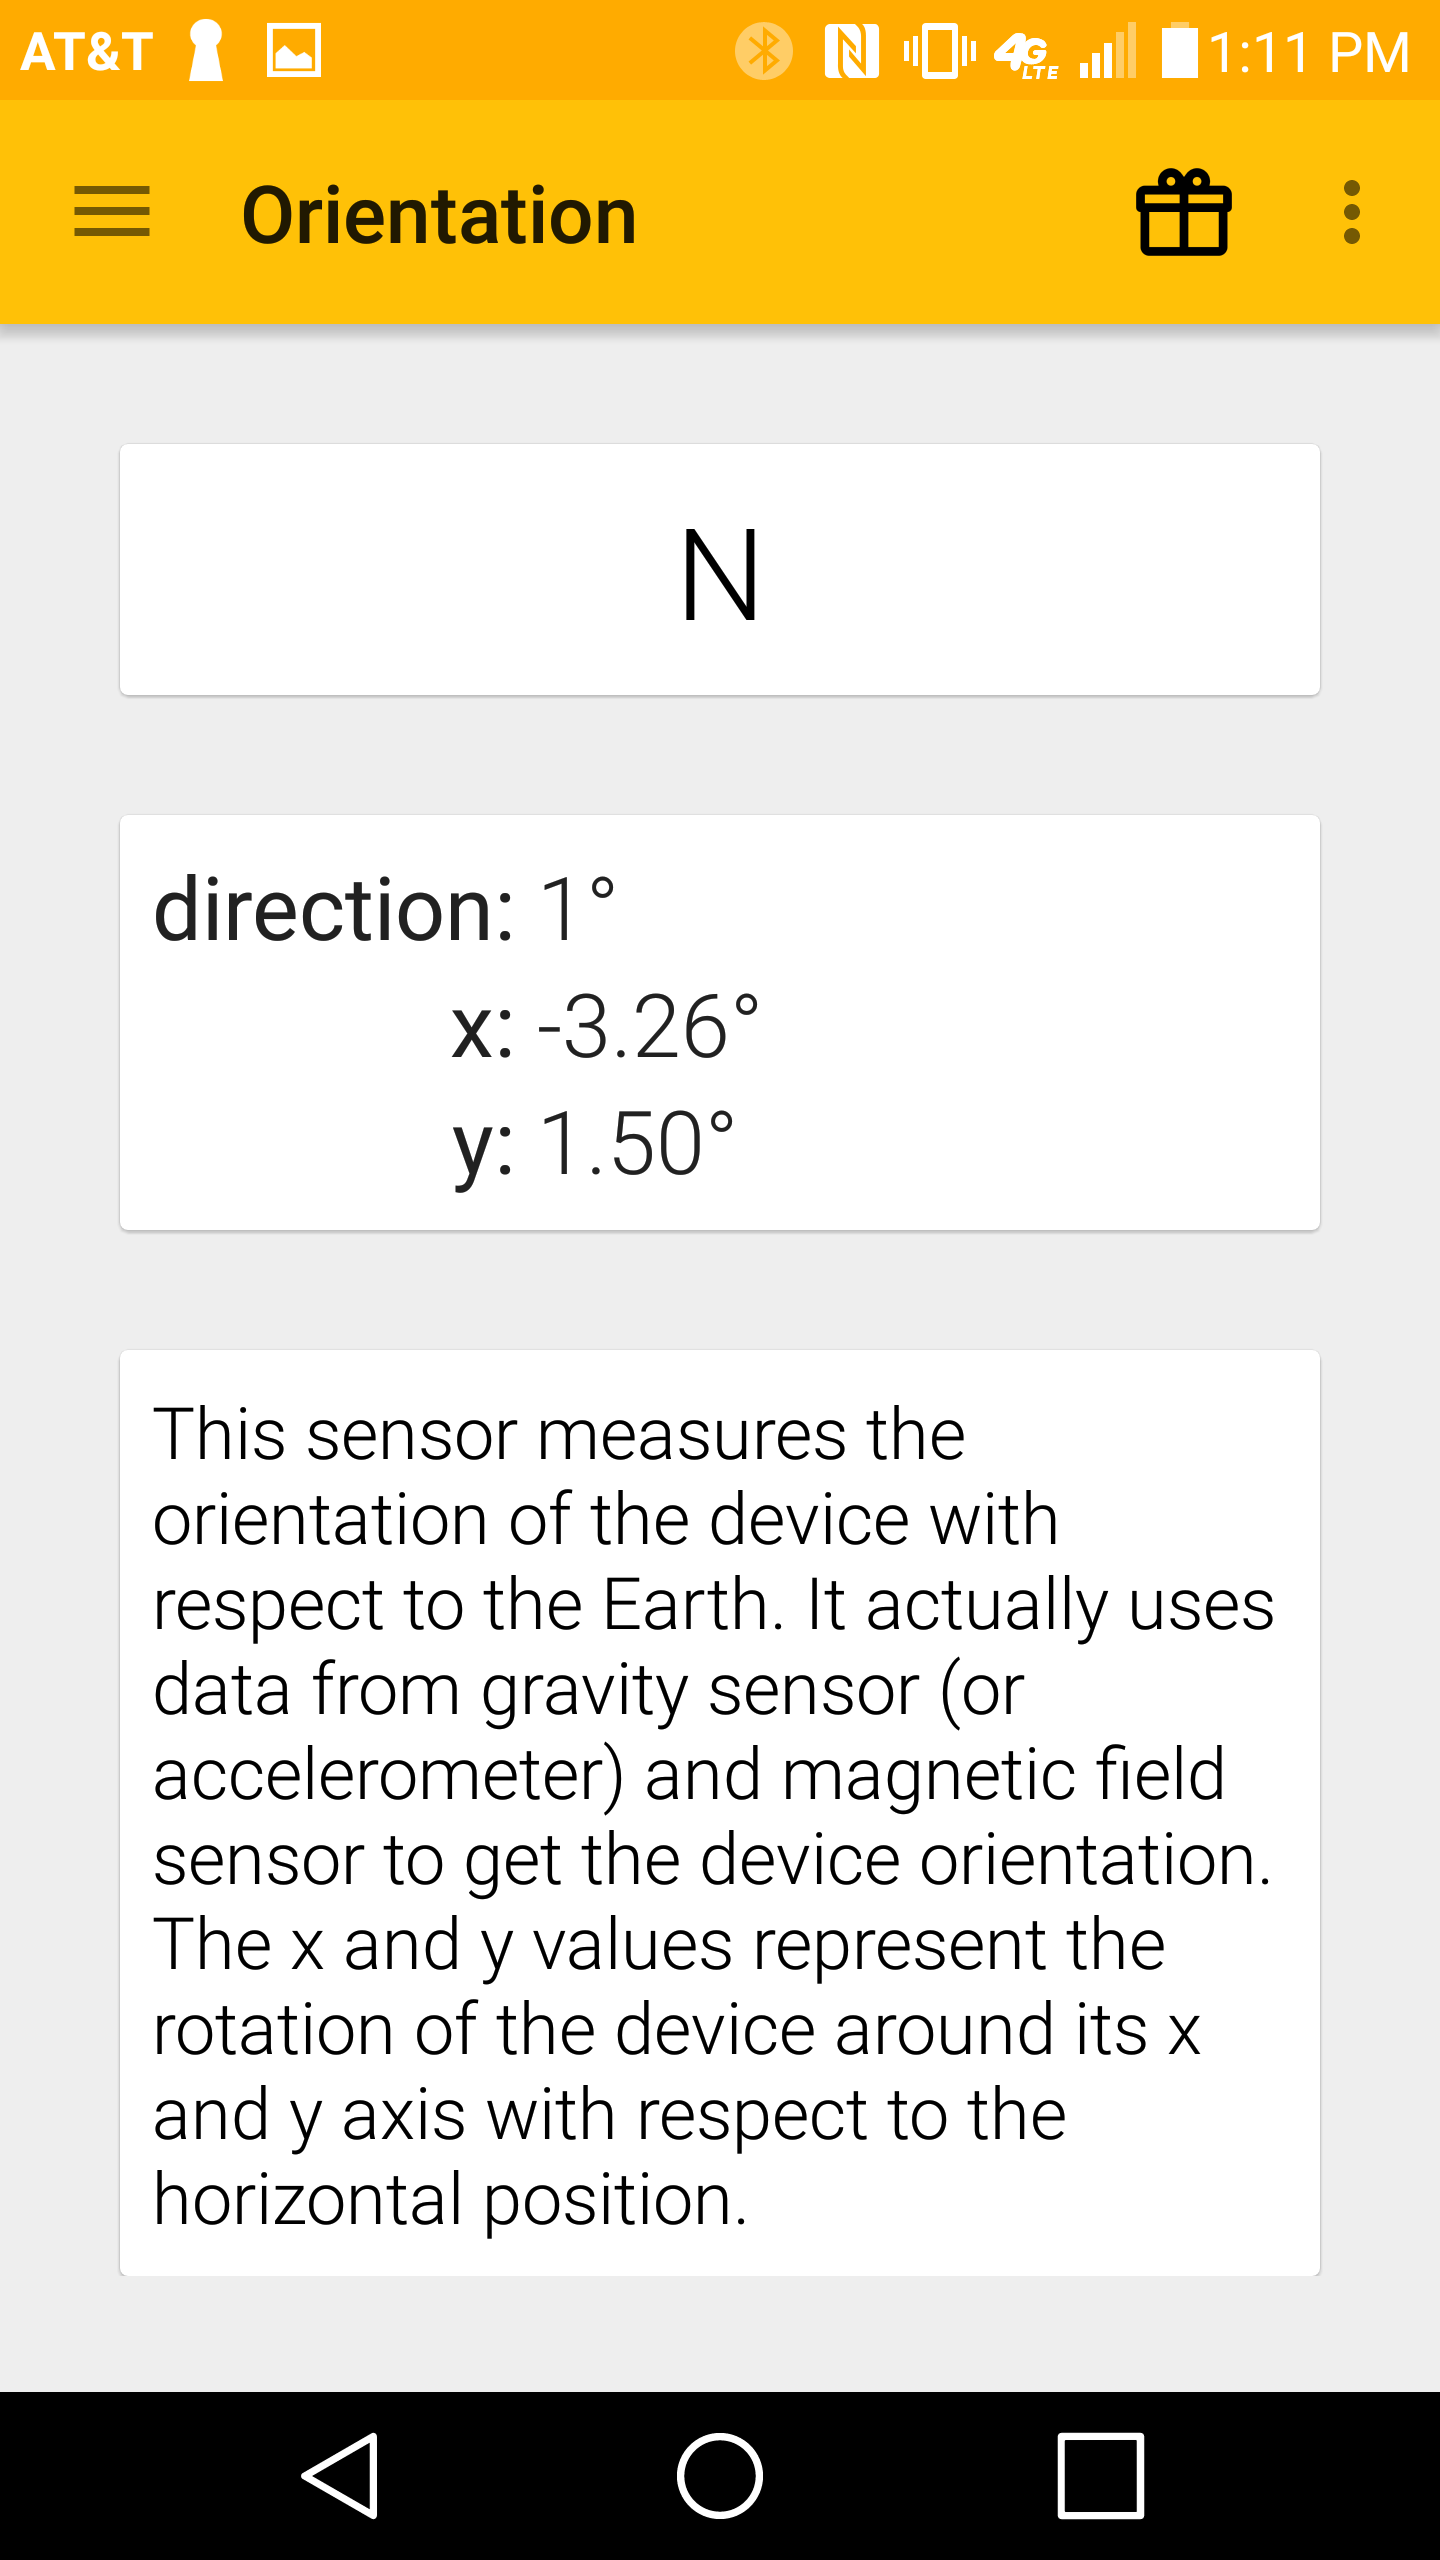 AT&T 4G LTE 1:11 PM
Orientation
N
direction: 1°
x: -3.26°
y: 1.50°
This sensor measures the
orientation of the device with
respect to the Earth. It actually uses
data from gravity sensor (or
accelerometer) and magnetic field
sensor to get the device orientation.
The x and y values represent the
rotation of the device around its x
and y axis with respect to the
horizontal position.